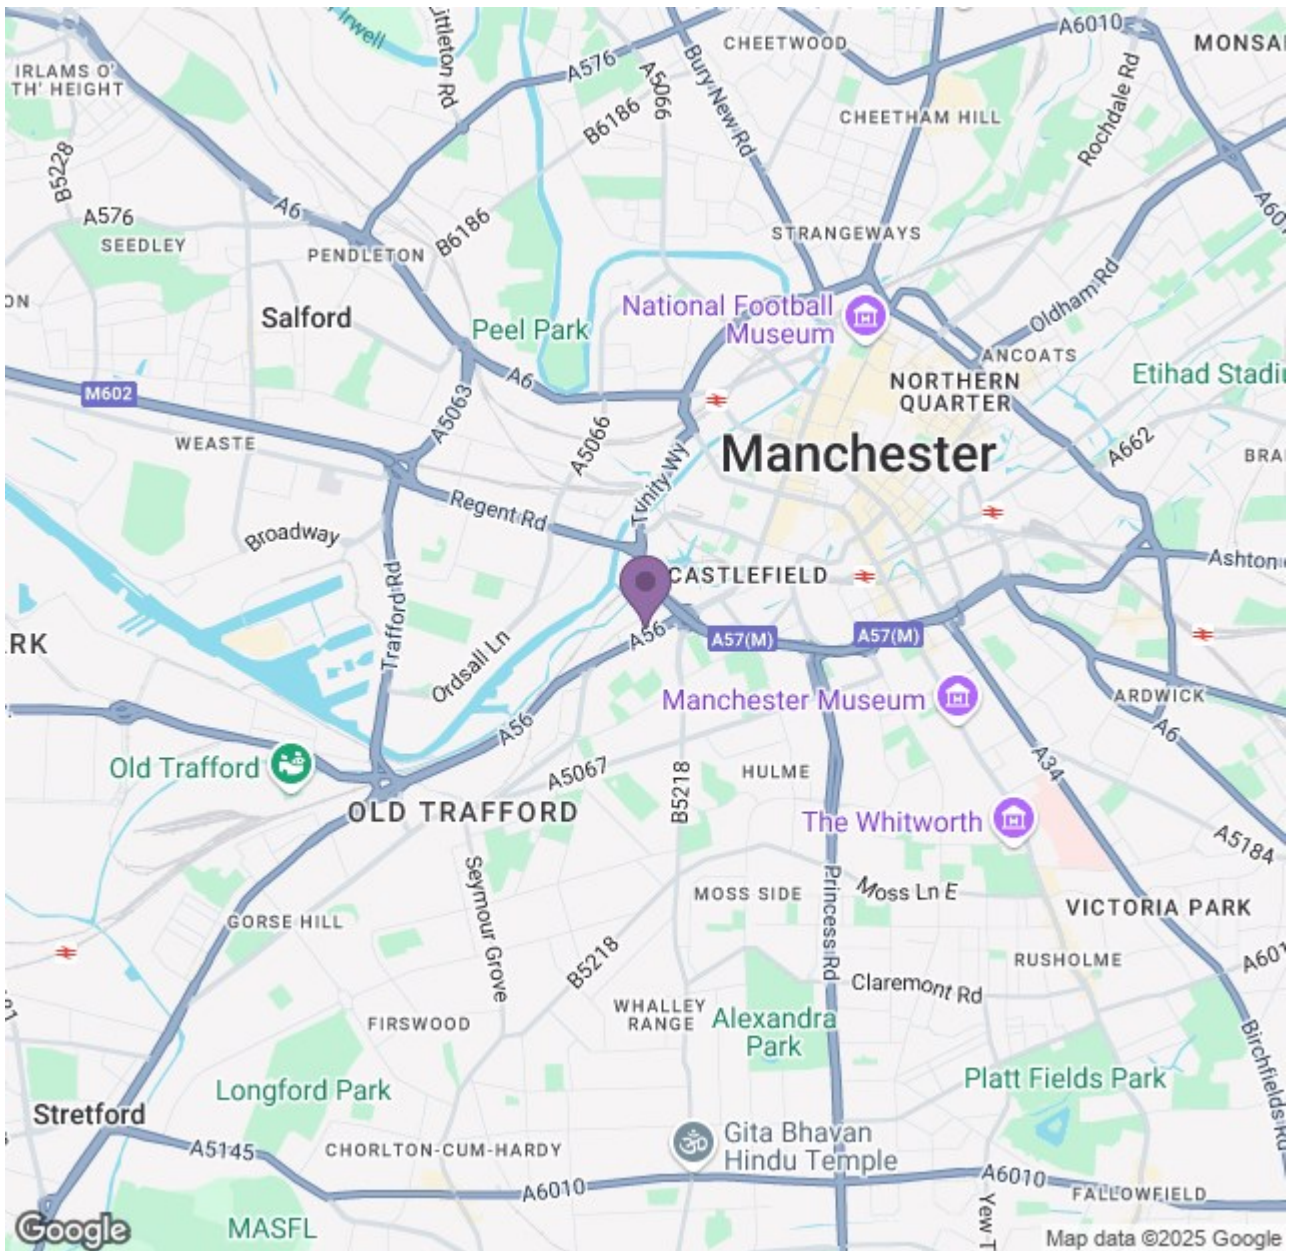 Irwell
Littleton Rd
A576
A5066
Bury New Rd
CHEETWOOD
A6010
MONSA
IRLAMS O'
TH' HEIGHT
B6186
CHEETHAM HILL
Rochdale Rd
B5228
A576
SEEDLEY
A6
PENDLETON
B6186
STRANGEWAYS
A601
ON
Salford
Peel Park
National Football
Museum
Oldham Rd
ANCOATS
M602
A6
NORTHERN
QUARTER
Etihad Stadiu
A5063
A5066
WEASTE
Trinity Wy
Manchester
A662
BRA
Regent Rd
Broadway
CASTLEFIELD
Ashton
Trafford Rd
Ordsall Ln
A56
A57(M)
A57(M)
ARK
Manchester Museum
ARDWICK
A6
A56
Old Trafford
A5067
B5218
HULME
A34
OLD TRAFFORD
The Whitworth
A5184
Seymour Grove
MOSS SIDE
Princess Rd
Moss Ln E
VICTORIA PARK
GORSE HILL
B5218
RUSHOLME
A601
Claremont Rd
FIRSWOOD
WHALLEY
RANGE
Alexandra
Park
Birchfields Rd
Longford Park
Platt Fields Park
Stretford
Gita Bhavan
Hindu Temple
A5145
CHORLTON-CUM-HARDY
A6010
A6010
FALLOWFIELD
Yew T
MASFL
Google
Map data ©2025 Google